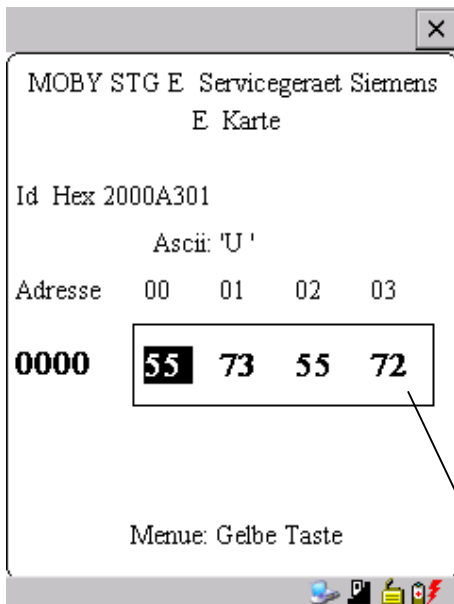 MOBY STG E Servicegeraet Siemens
E Karte
Id Hex 2000A301
Ascii: 'U '
Adresse 00 01 02 03
0000 55 73 55 72
Menue: Gelbe Taste